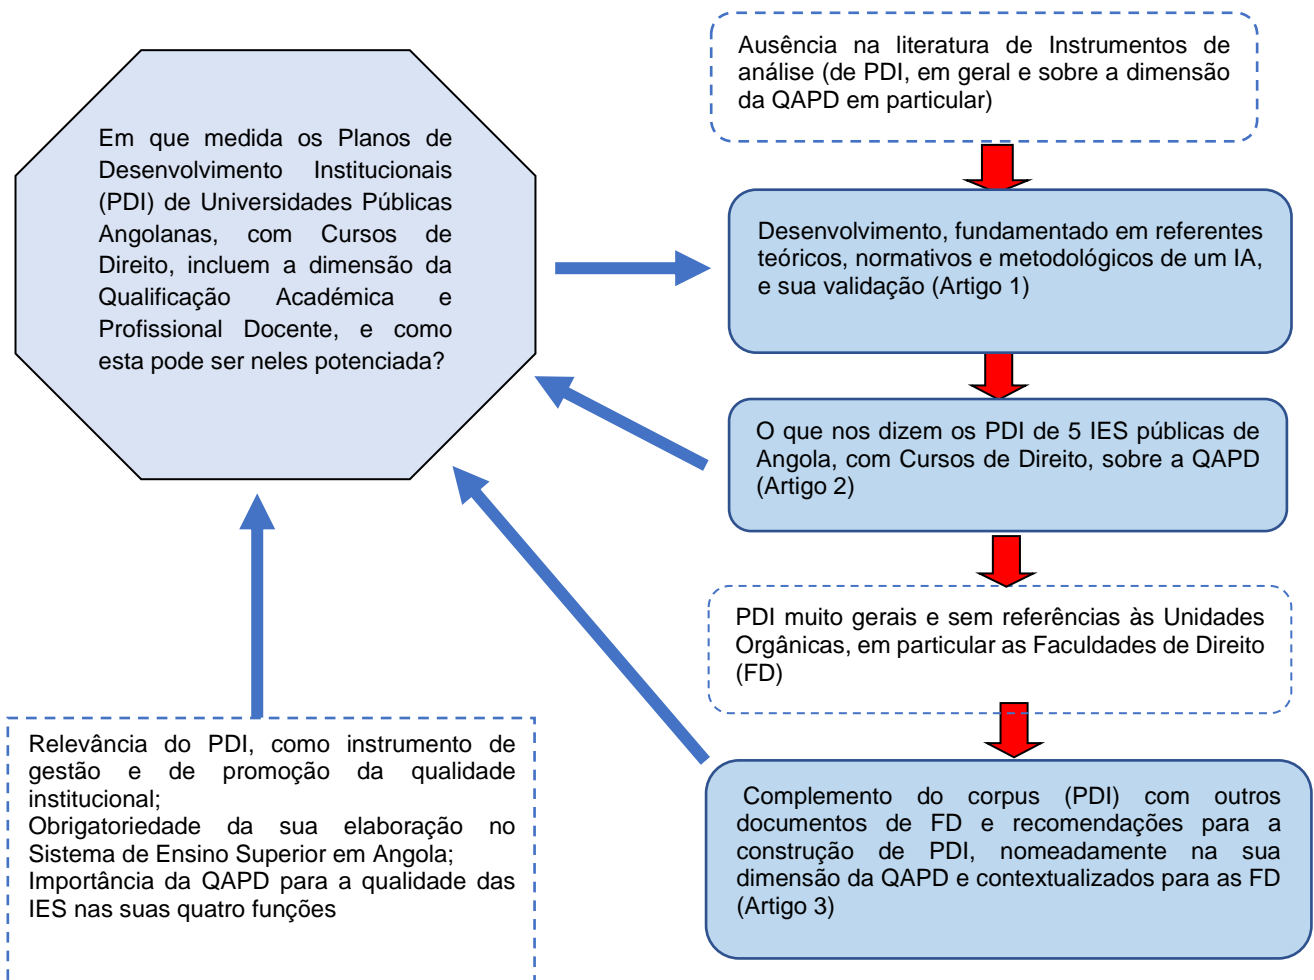 Em que medida os Planos de
Desenvolvimento Institucionais
(PDI) de Universidades Públicas
Angolanas, com Cursos de
Direito, incluem a dimensão da
Qualificação Académica e
Profissional Docente, e como
esta pode ser neles potenciada?
Ausência na literatura de Instrumentos de
análise (de PDI, em geral e sobre a dimensão
da QAPD em particular)
Desenvolvimento, fundamentado em referentes
teóricos, normativos e metodológicos de um IA,
e sua validação (Artigo 1)
O que nos dizem os PDI de 5 IES públicas de
Angola, com Cursos de Direito, sobre a QAPD
(Artigo 2)
PDI muito gerais e sem referências às Unidades
Orgânicas, em particular as Faculdades de Direito
(FD)
Complemento do corpus (PDI) com outros
documentos de FD e recomendações para a
construção de PDI, nomeadamente na sua
dimensão da QAPD e contextualizados para as FD
(Artigo 3)
Relevância do PDI, como instrumento de
gestão e de promoção da qualidade
institucional;
Obrigatoriedade da sua elaboração no
Sistema de Ensino Superior em Angola;
Importância da QAPD para a qualidade das
IES nas suas quatro funções